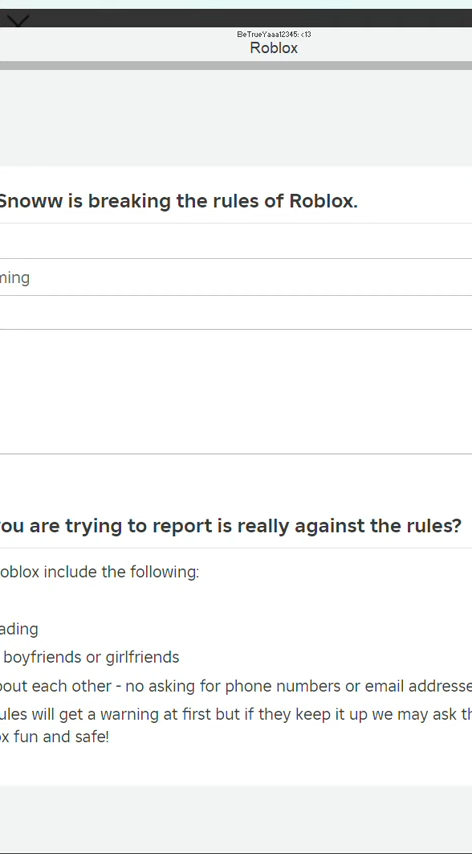 BeTrueYaaa12345: <13
Roblox
Snoww is breaking the rules of Roblox.
ming
you are trying to report is really against the rules?
oblox include the following:
ading
boyfriends or girlfriends
bout each other - no asking for phone numbers or email addresse
ules will get a warning at first but if they keep it up we may ask th
ox fun and safe!